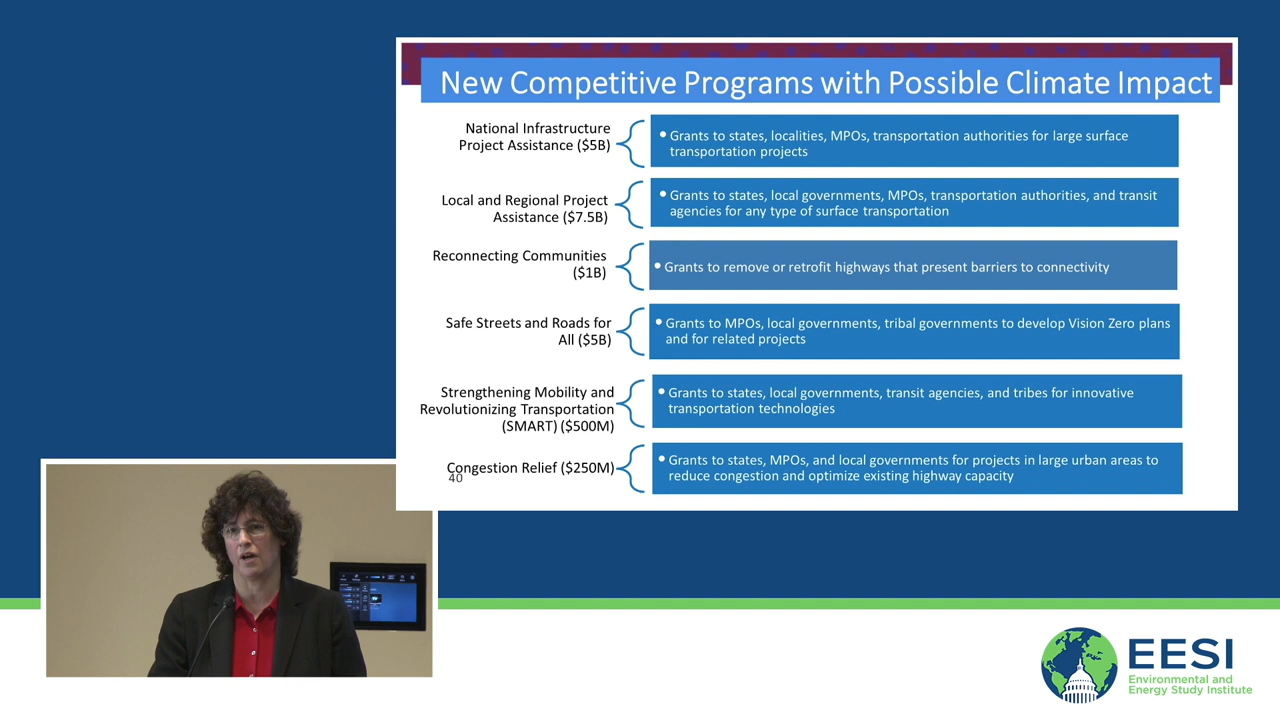 New Competitive Programs with Possible Climate Impact
National Infrastructure
Project Assistance ($5B)
• Grants to states, localities, MPOs, transportation authorities for large surface
transportation projects
Local and Regional Project
Assistance ($7.5B)
• Grants to states, local governments, MPOs, transportation authorities, and transit
agencies for any type of surface transportation
Reconnecting Communities
($1B)
• Grants to remove or retrofit highways that present barriers to connectivity
Safe Streets and Roads for
All ($5B)
• Grants to MPOs, local governments, tribal governments to develop Vision Zero plans
and for related projects
Strengthening Mobility and
Revolutionizing Transportation
(SMART) ($500M)
• Grants to states, local governments, transit agencies, and tribes for innovative
transportation technologies
Congestion Relief ($250M)
• Grants to states, MPOs, and local governments for projects in large urban areas to
reduce congestion and optimize existing highway capacity
40
EESI
Environmental and
Energy Study Institute